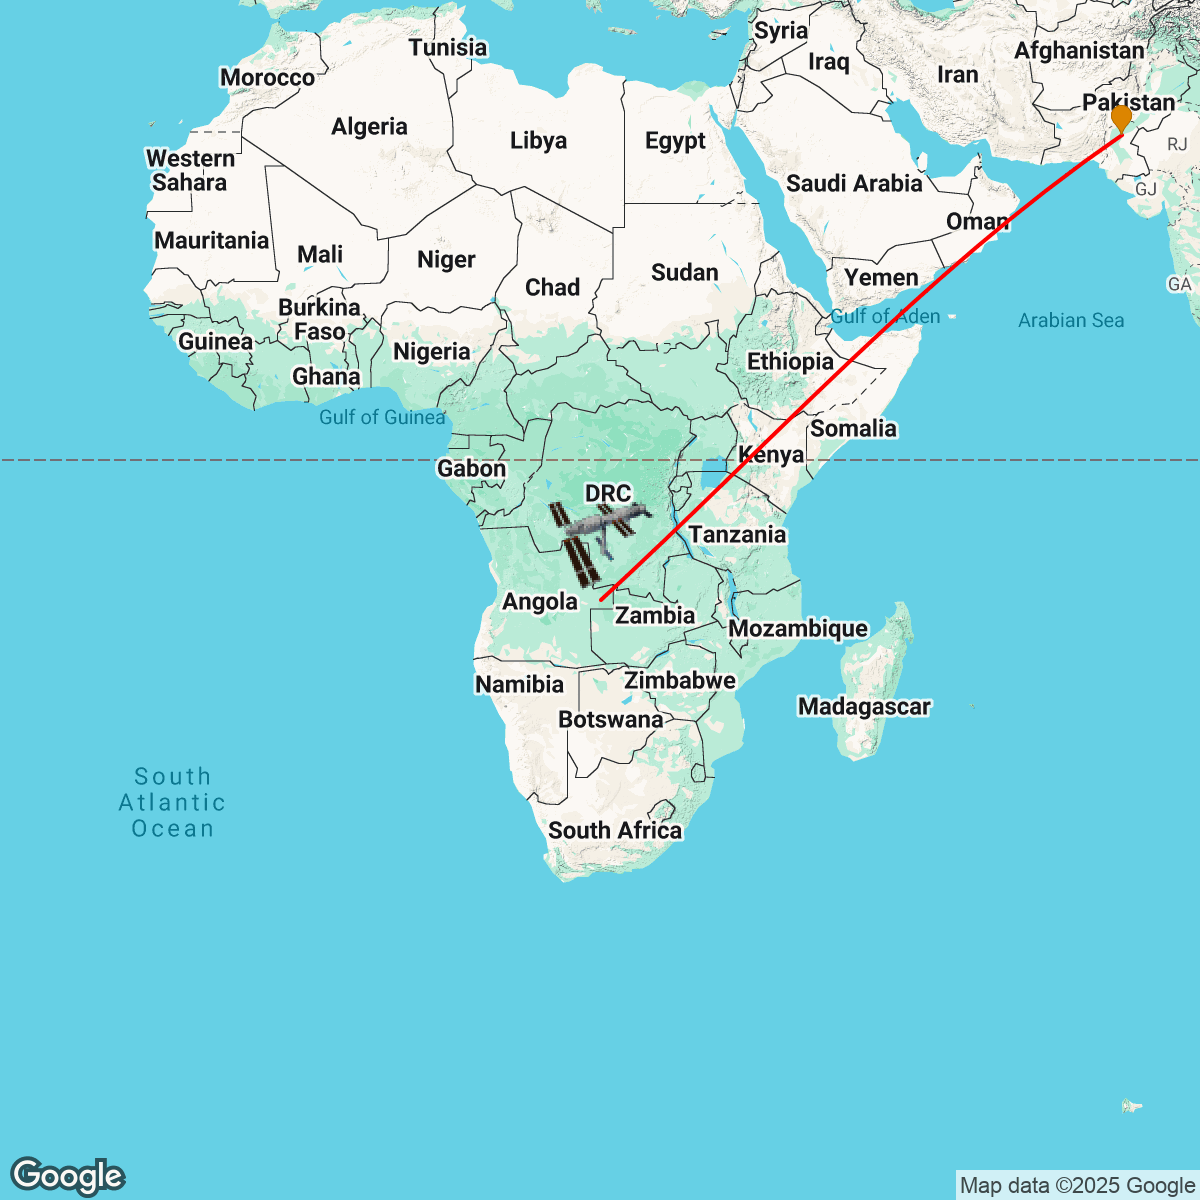 Syria
Tunisia
Afghanistan
Iraq
Iran
Morocco
Pakistan
Algeria
Libya
Egypt
RJ
Western
Sahara
Saudi Arabia
GJ
Oman
Mauritania
Mali
Niger
Sudan
Yemen
Chad
GA
Burkina
Faso
Gulf of Aden
Arabian Sea
Guinea
Nigeria
Ethiopia
Ghana
Gulf of Guinea
Somalia
Kenya
Gabon
DRC
Tanzania
Angola
Zambia
Mozambique
Zimbabwe
Namibia
Madagascar
Botswana
South
Atlantic
Ocean
South Africa
Google
Map data ©2025 Google